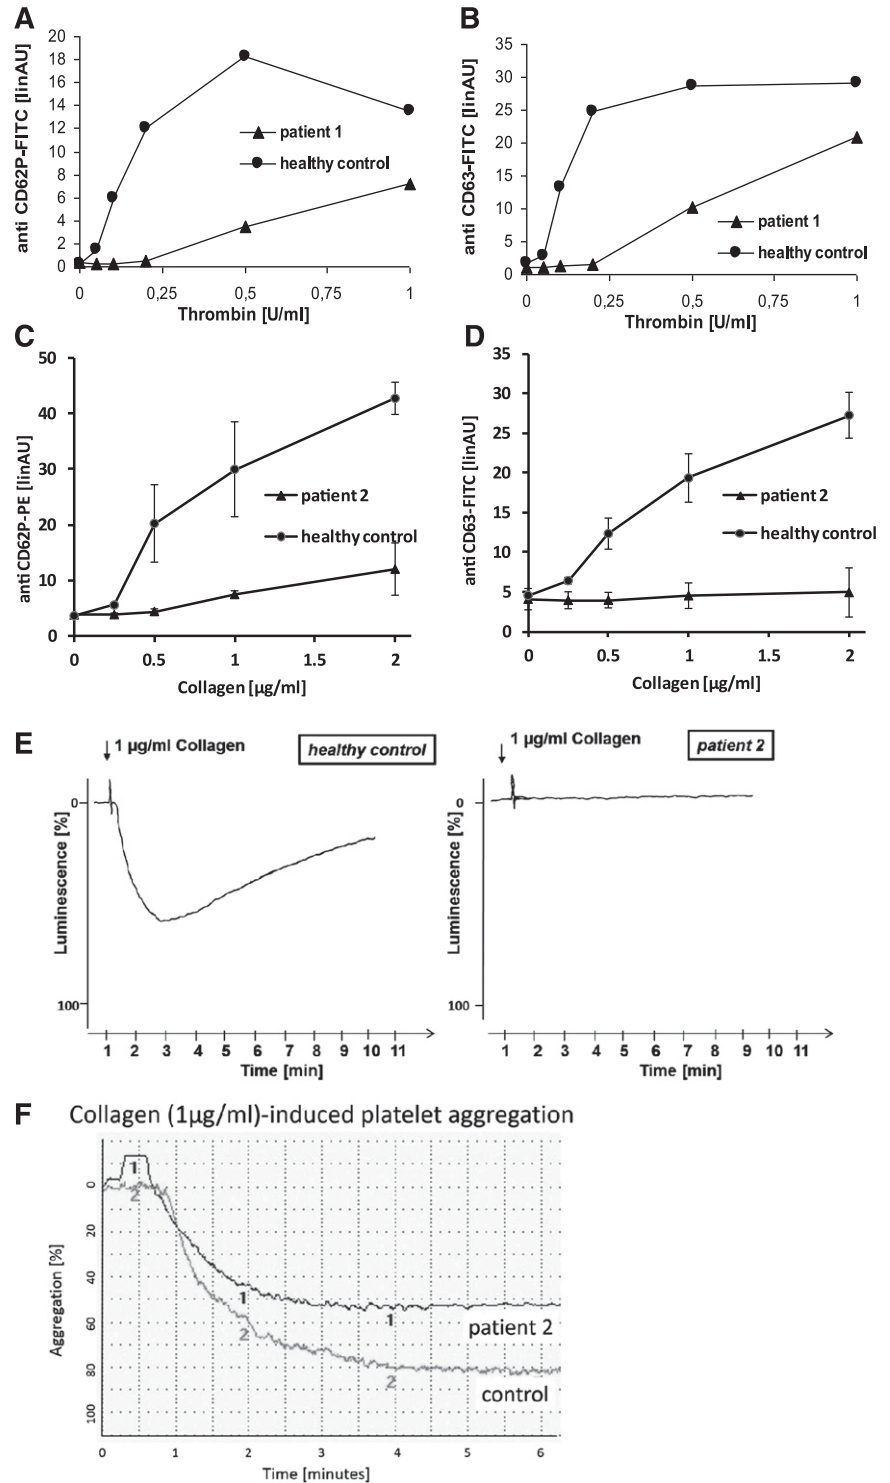 A
anti CD62P-FITC [linAU]
20
18
16
14
12
10
8
6
4
2
0
patient 1
healthy control
0 0,25 0,5 0,75 1
Thrombin [U/ml]
B
anti CD63-FITC [linAU]
35
30
25
20
15
10
5
0
patient 1
healthy control
0 0,25 0,5 0,75 1
Thrombin [U/ml]
C
anti CD62P-PE [linAU]
50
40
30
20
10
0
patient 2
healthy control
0 0.5 1 1.5 2
Collagen [µg/ml]
D
anti CD63-FITC [linAU]
35
30
25
20
15
10
5
0
patient 2
healthy control
0 0.5 1 1.5 2
Collagen [µg/ml]
E
1 µg/ml Collagen
healthy control
Luminescence [%]
0
100
1 2 3 4 5 6 7 8 9 10 11
Time [min]
1 µg/ml Collagen
patient 2
Luminescence [%]
0
100
1 2 3 4 5 6 7 8 9 10 11
Time [min]
F
Collagen (1µg/ml)-induced platelet aggregation
Aggregation [%]
0
20
40
60
80
100
1
2
1
2
1
patient 2
2
control
0 1 2 3 4 5 6
Time [minutes]